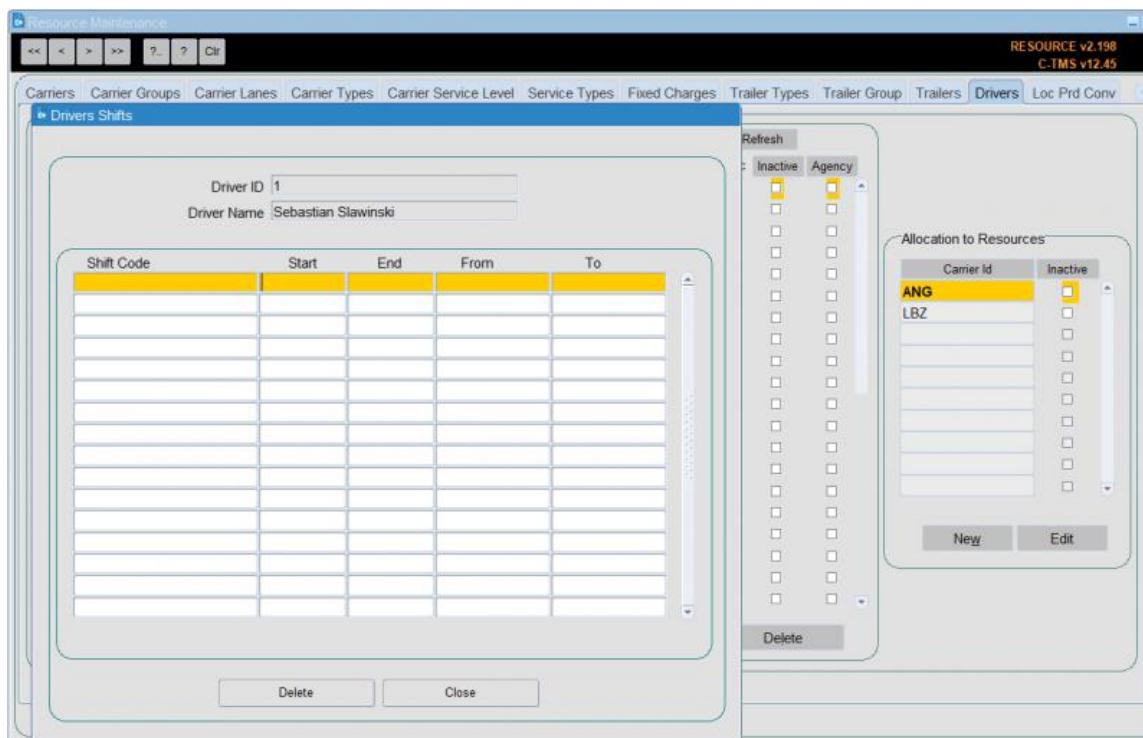 Resource Maintenance
<< < > >> ?.. ? Clr
RESOURCE v2.198
C-TMS v12.45
Carriers Carrier Groups Carrier Lanes Carrier Types Carrier Service Level Service Types Fixed Charges Trailer Types Trailer Group Trailers Drivers Loc Prd Conv
Drivers Shifts
Driver ID 1
Driver Name Sebastian Slawinski
Shift Code Start End From To
Delete Close
Refresh
Inactive Agency
Delete
Allocation to Resources
Carrier Id Inactive
ANG
LBZ
New Edit